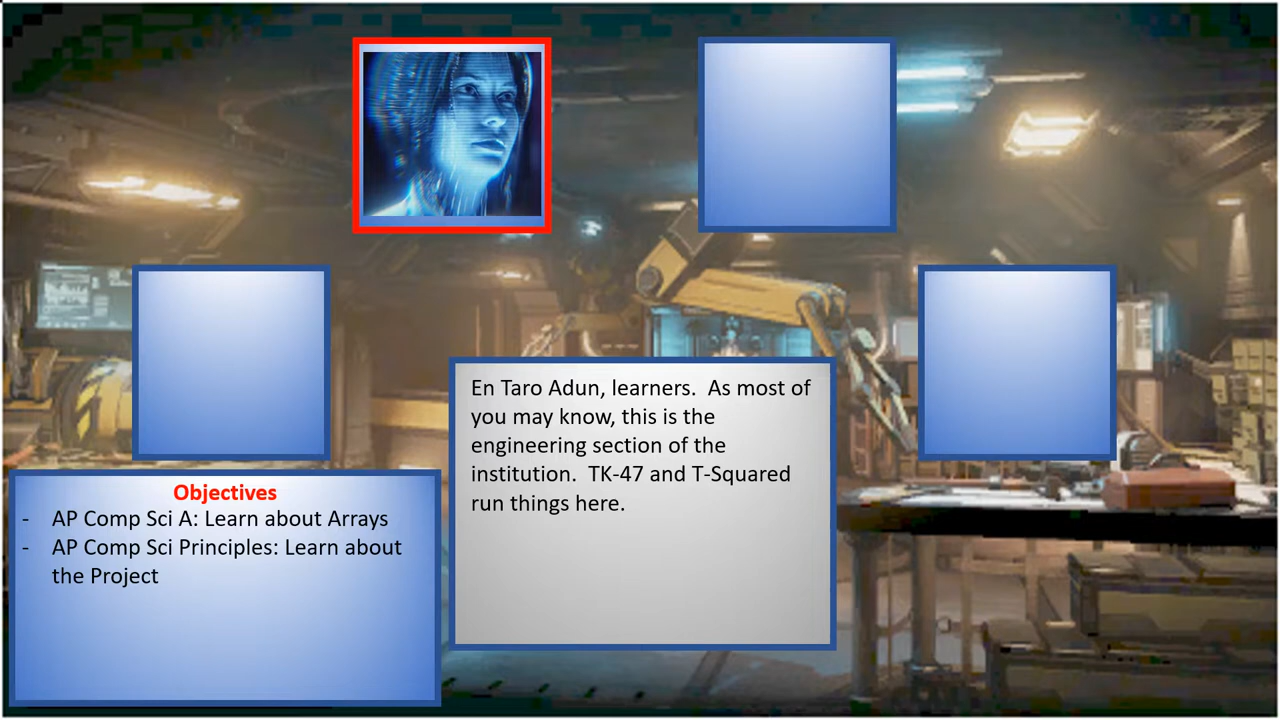 En Taro Adun, learners.  As most of
you may know, this is the
engineering section of the
institution.  TK-47 and T-Squared
run things here.
Objectives
- AP Comp Sci A: Learn about Arrays
- AP Comp Sci Principles: Learn about
the Project